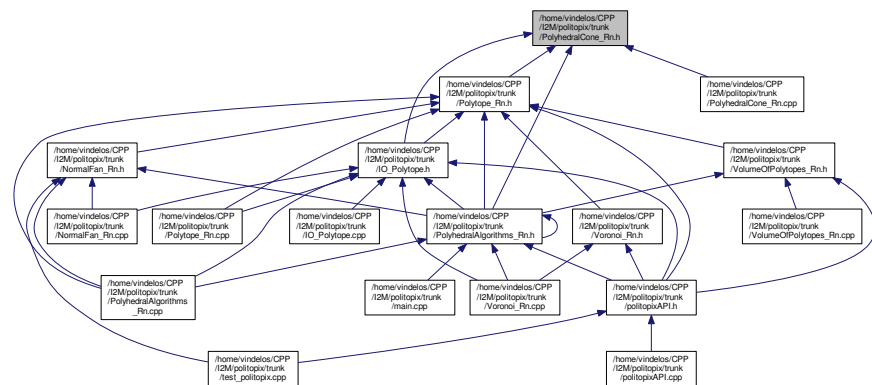 /home/vindelos/CPP
/I2M/politopix/trunk
/PolyhedralCone_Rn.h
/home/vindelos/CPP
/I2M/politopix/trunk
/Polytope_Rn.h
/home/vindelos/CPP
/I2M/politopix/trunk
/PolyhedralCone_Rn.cpp
/home/vindelos/CPP
/I2M/politopix/trunk
/NormalFan_Rn.h
/home/vindelos/CPP
/I2M/politopix/trunk
/IO_Polytope.h
/home/vindelos/CPP
/I2M/politopix/trunk
/VolumeOfPolytopes_Rn.h
/home/vindelos/CPP
/I2M/politopix/trunk
/NormalFan_Rn.cpp
/home/vindelos/CPP
/I2M/politopix/trunk
/Polytope_Rn.cpp
/home/vindelos/CPP
/I2M/politopix/trunk
/IO_Polytope.cpp
/home/vindelos/CPP
/I2M/politopix/trunk
/PolyhedralAlgorithms_Rn.h
/home/vindelos/CPP
/I2M/politopix/trunk
/Voronoi_Rn.h
/home/vindelos/CPP
/I2M/politopix/trunk
/VolumeOfPolytopes_Rn.cpp
/home/vindelos/CPP
/I2M/politopix/trunk
/PolyhedralAlgorithms
_Rn.cpp
/home/vindelos/CPP
/I2M/politopix/trunk
/main.cpp
/home/vindelos/CPP
/I2M/politopix/trunk
/Voronoi_Rn.cpp
/home/vindelos/CPP
/I2M/politopix/trunk
/politopixAPI.h
/home/vindelos/CPP
/I2M/politopix/trunk
/test_politopix.cpp
/home/vindelos/CPP
/I2M/politopix/trunk
/politopixAPI.cpp